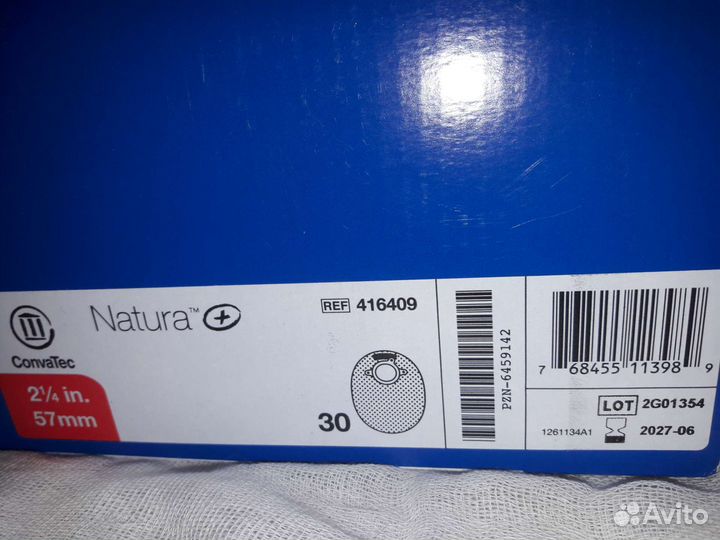 ConvaTec
Natura™ +
REF 416409
2¼ in.
57mm
30
PZN-6459142
7 68455 11398 9
LOT 2G01354
1261134A1 2027-06
Avito